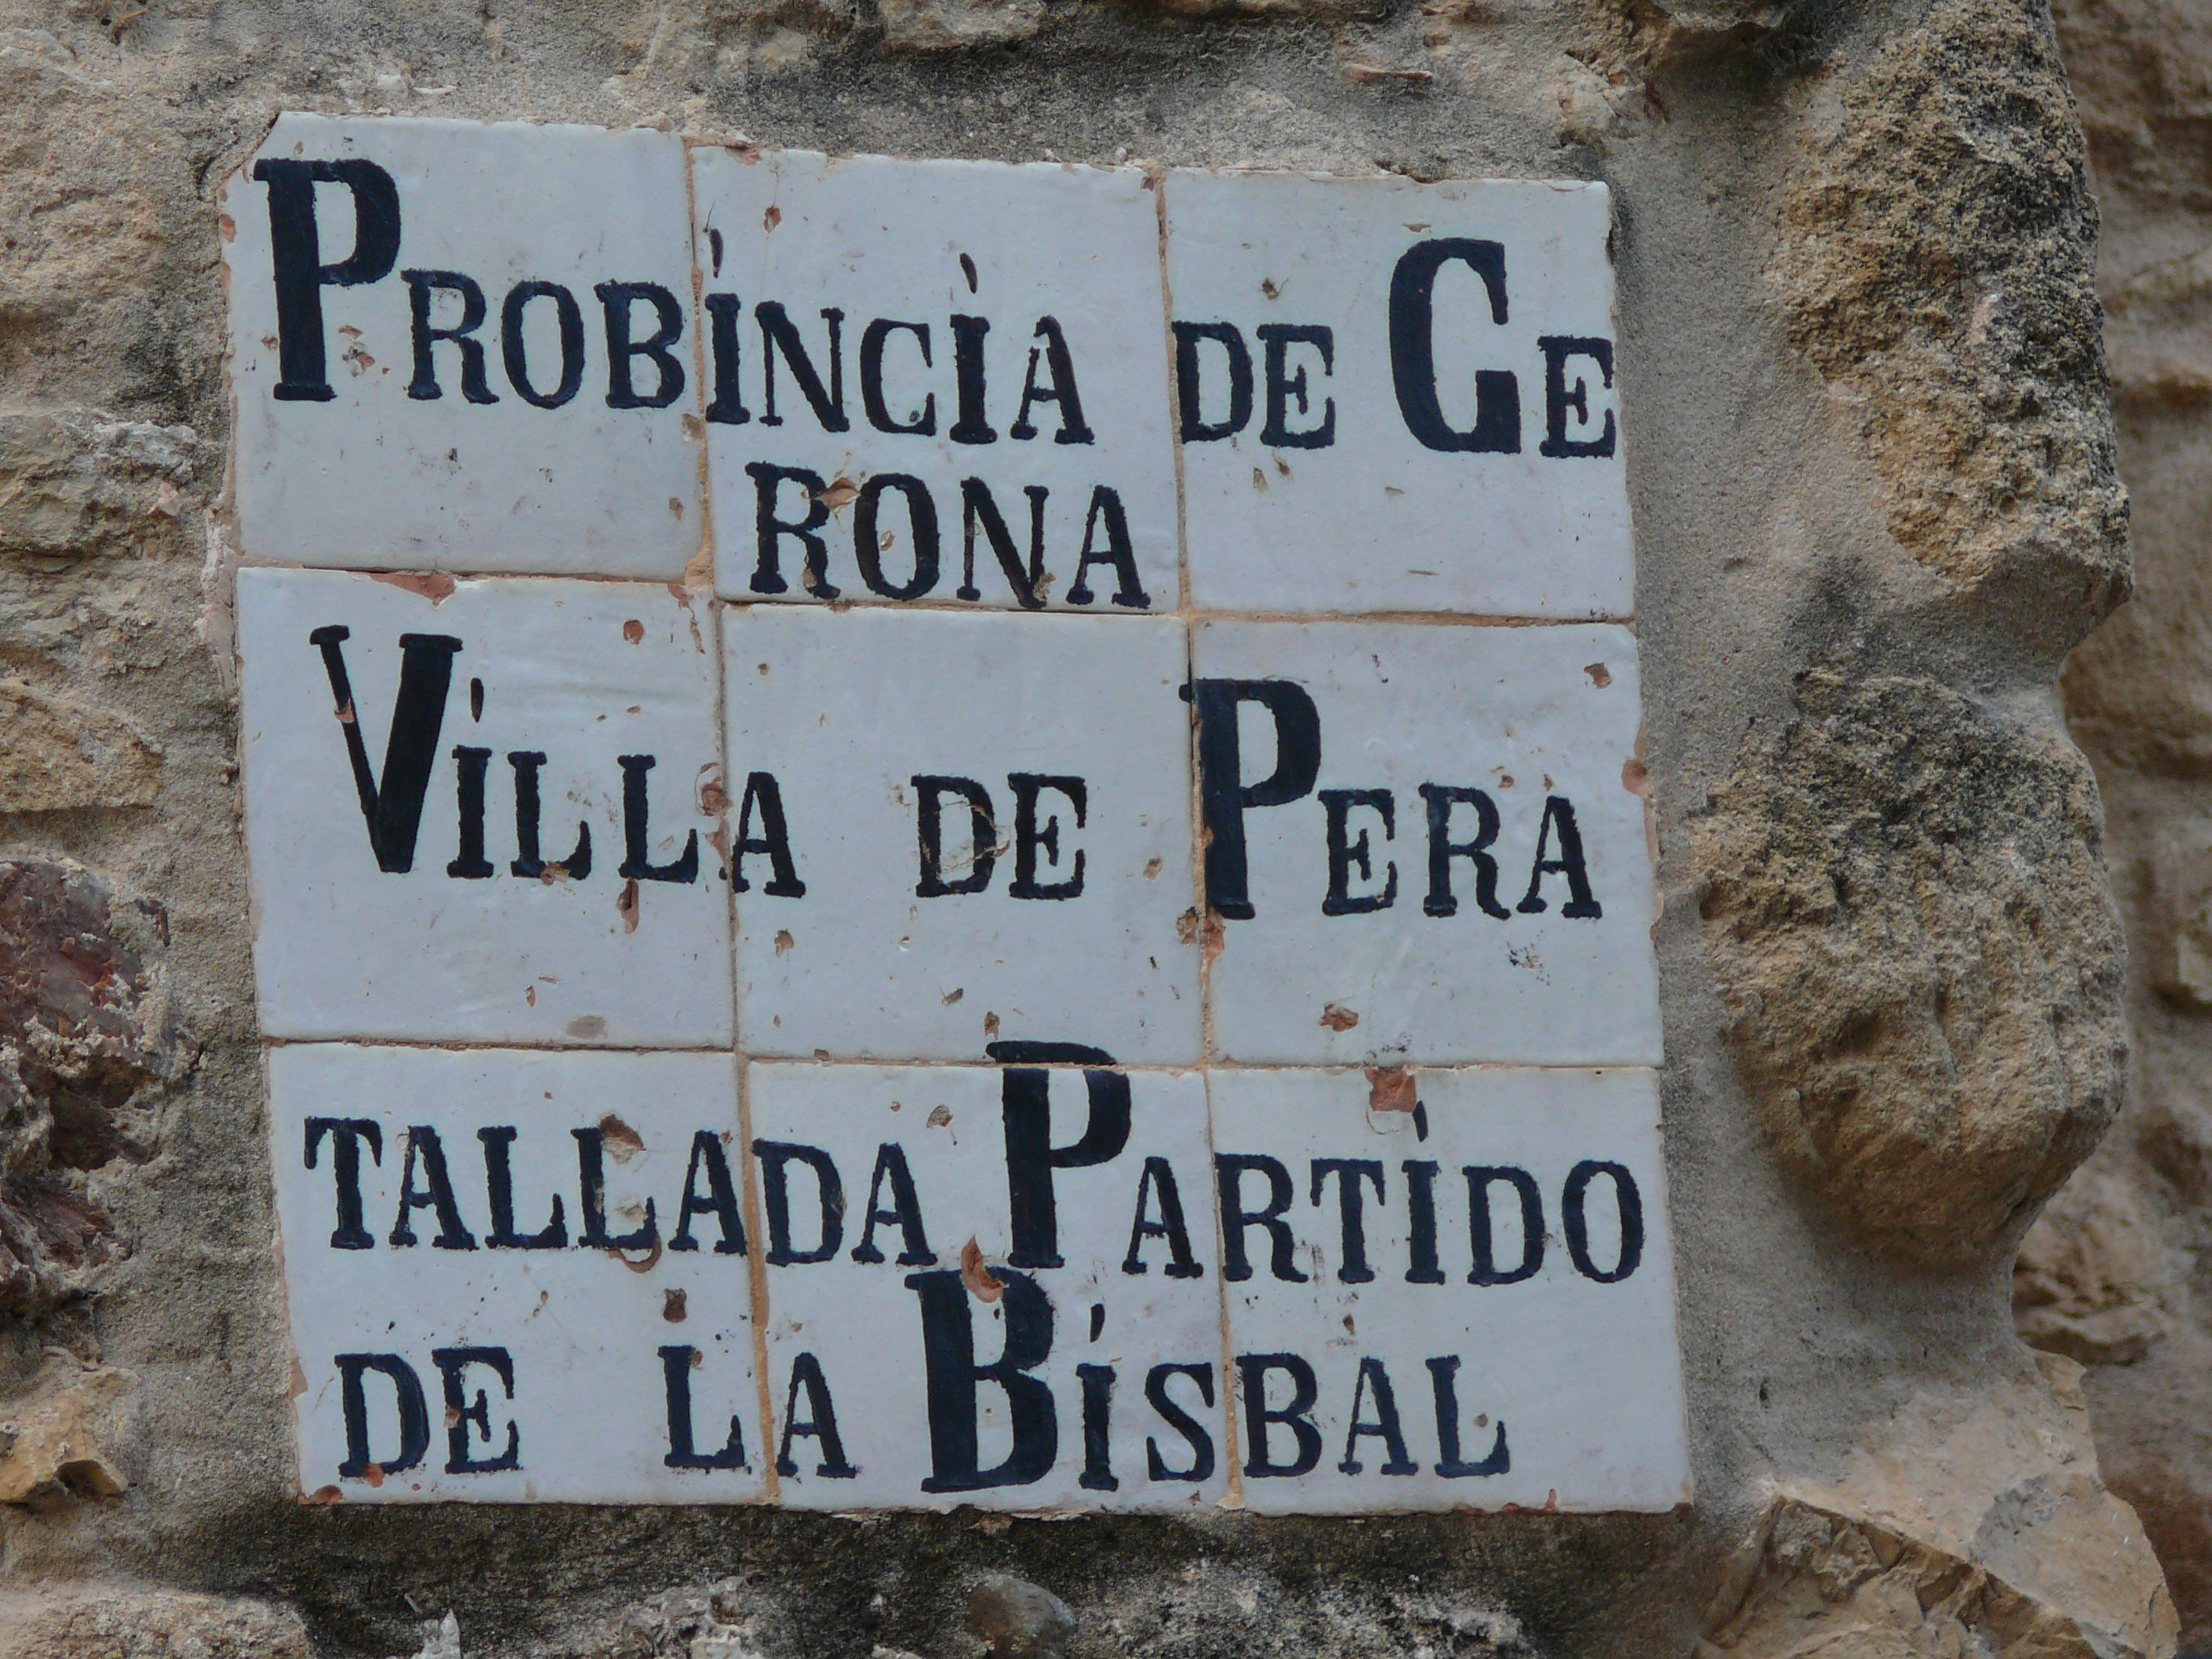 PROBINCIA DE GE
RONA
VILLA DE PERA
TALLADA PARTIDO
DE LA BISBAL